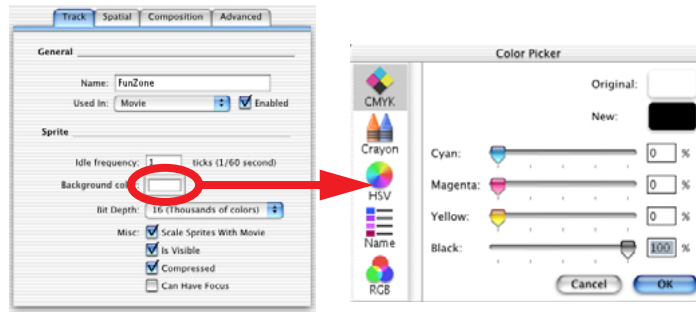 Track Spatial Composition Advanced
General
Name: FunZone
Used In: Movie Enabled
Sprite
Idle frequency: 1 ticks (1/60 second)
Background color:
Bit Depth: 16 (Thousands of colors)
Misc: Scale Sprites With Movie
Is Visible
Compressed
Can Have Focus
Color Picker
CMYK
Crayon
HSV
Name
RGB
Original:
New:
Cyan: 0 %
Magenta: 0 %
Yellow: 0 %
Black: 100 %
Cancel OK